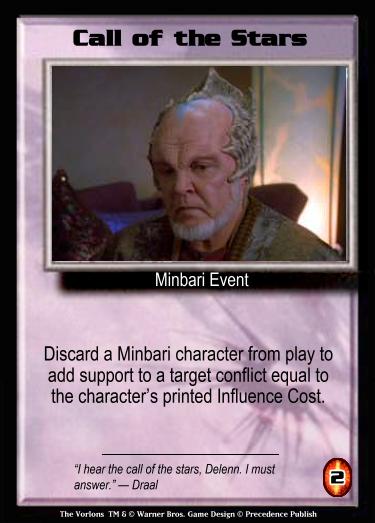 Call of the Stars
Minbari Event
Discard a Minbari character from play to
add support to a target conflict equal to
the character's printed Influence Cost.
“I hear the call of the stars, Delenn. I must
answer.” — Draal
2
The Vorlons TM & © Warner Bros. Game Design © Precedence Publish